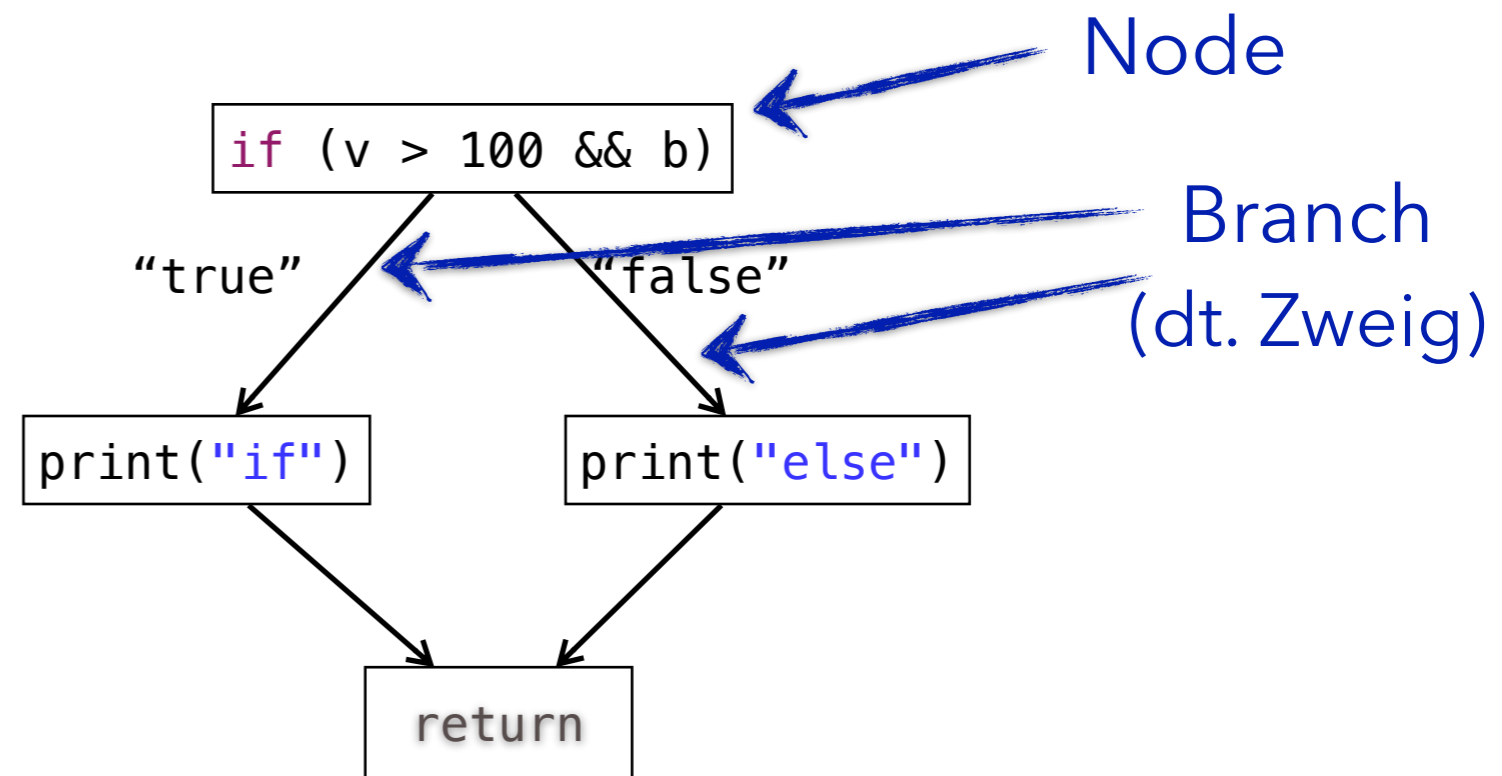 Node
if (v > 100 && b)
Branch
(dt. Zweig)
“true”
“false”
print("if")
print("else")
return